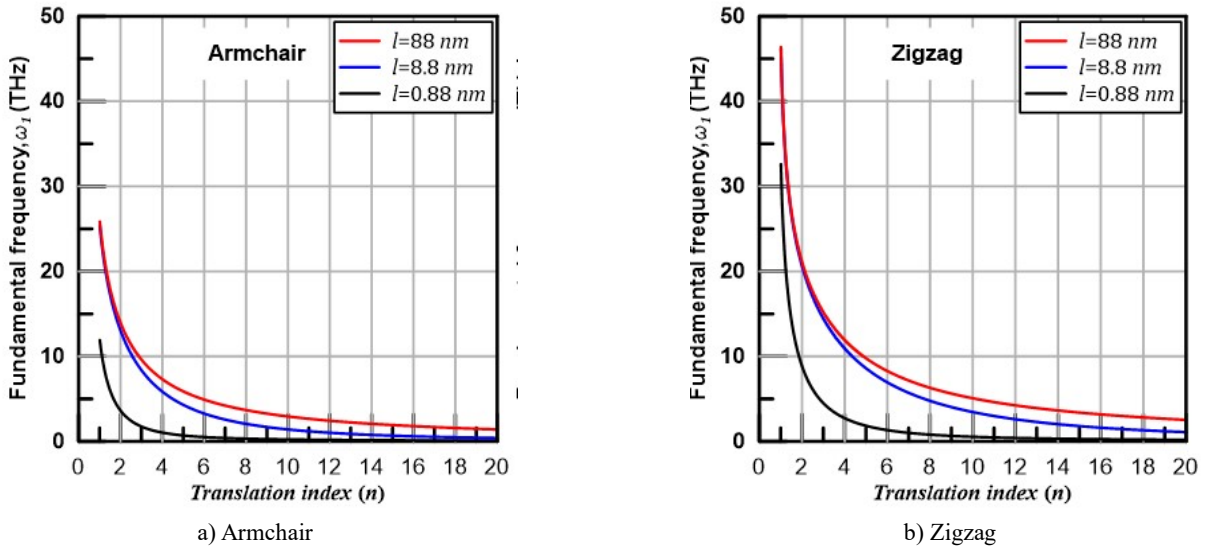 50
40
30
20
10
0
Fundamental frequency, ω₁ (THz)
Armchair
l=88 nm
l=8.8 nm
l=0.88 nm
0 2 4 6 8 10 12 14 16 18 20
Translation index (n)
a) Armchair
50
40
30
20
10
0
Fundamental frequency, ω₁ (THz)
Zigzag
l=88 nm
l=8.8 nm
l=0.88 nm
0 2 4 6 8 10 12 14 16 18 20
Translation index (n)
b) Zigzag